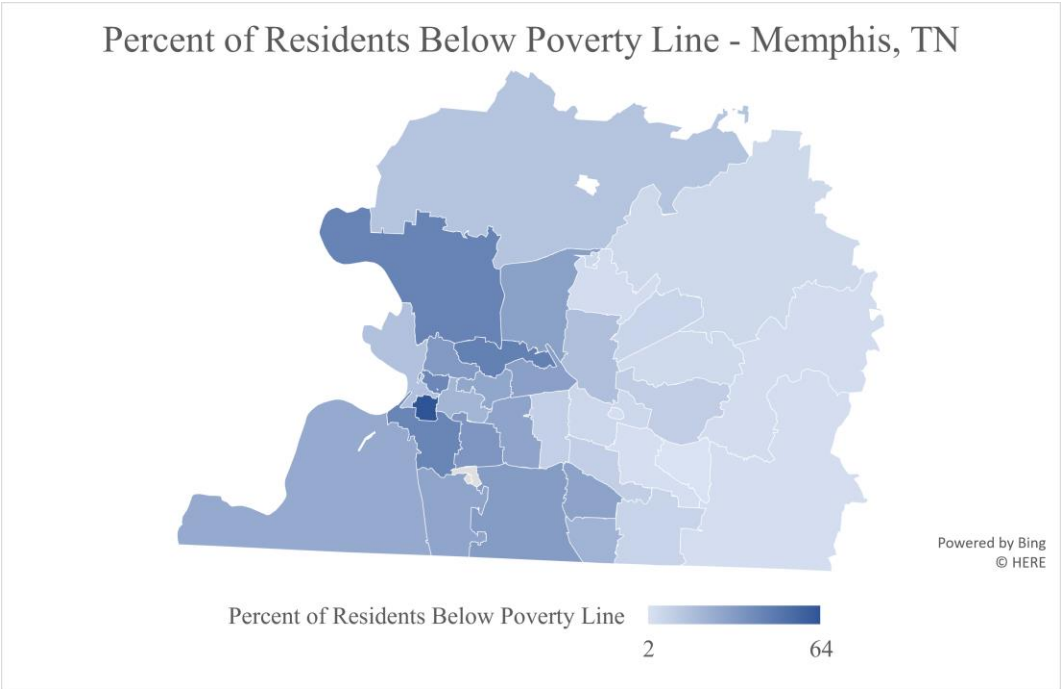 Percent of Residents Below Poverty Line - Memphis, TN
Powered by Bing
© HERE
Percent of Residents Below Poverty Line
2
64